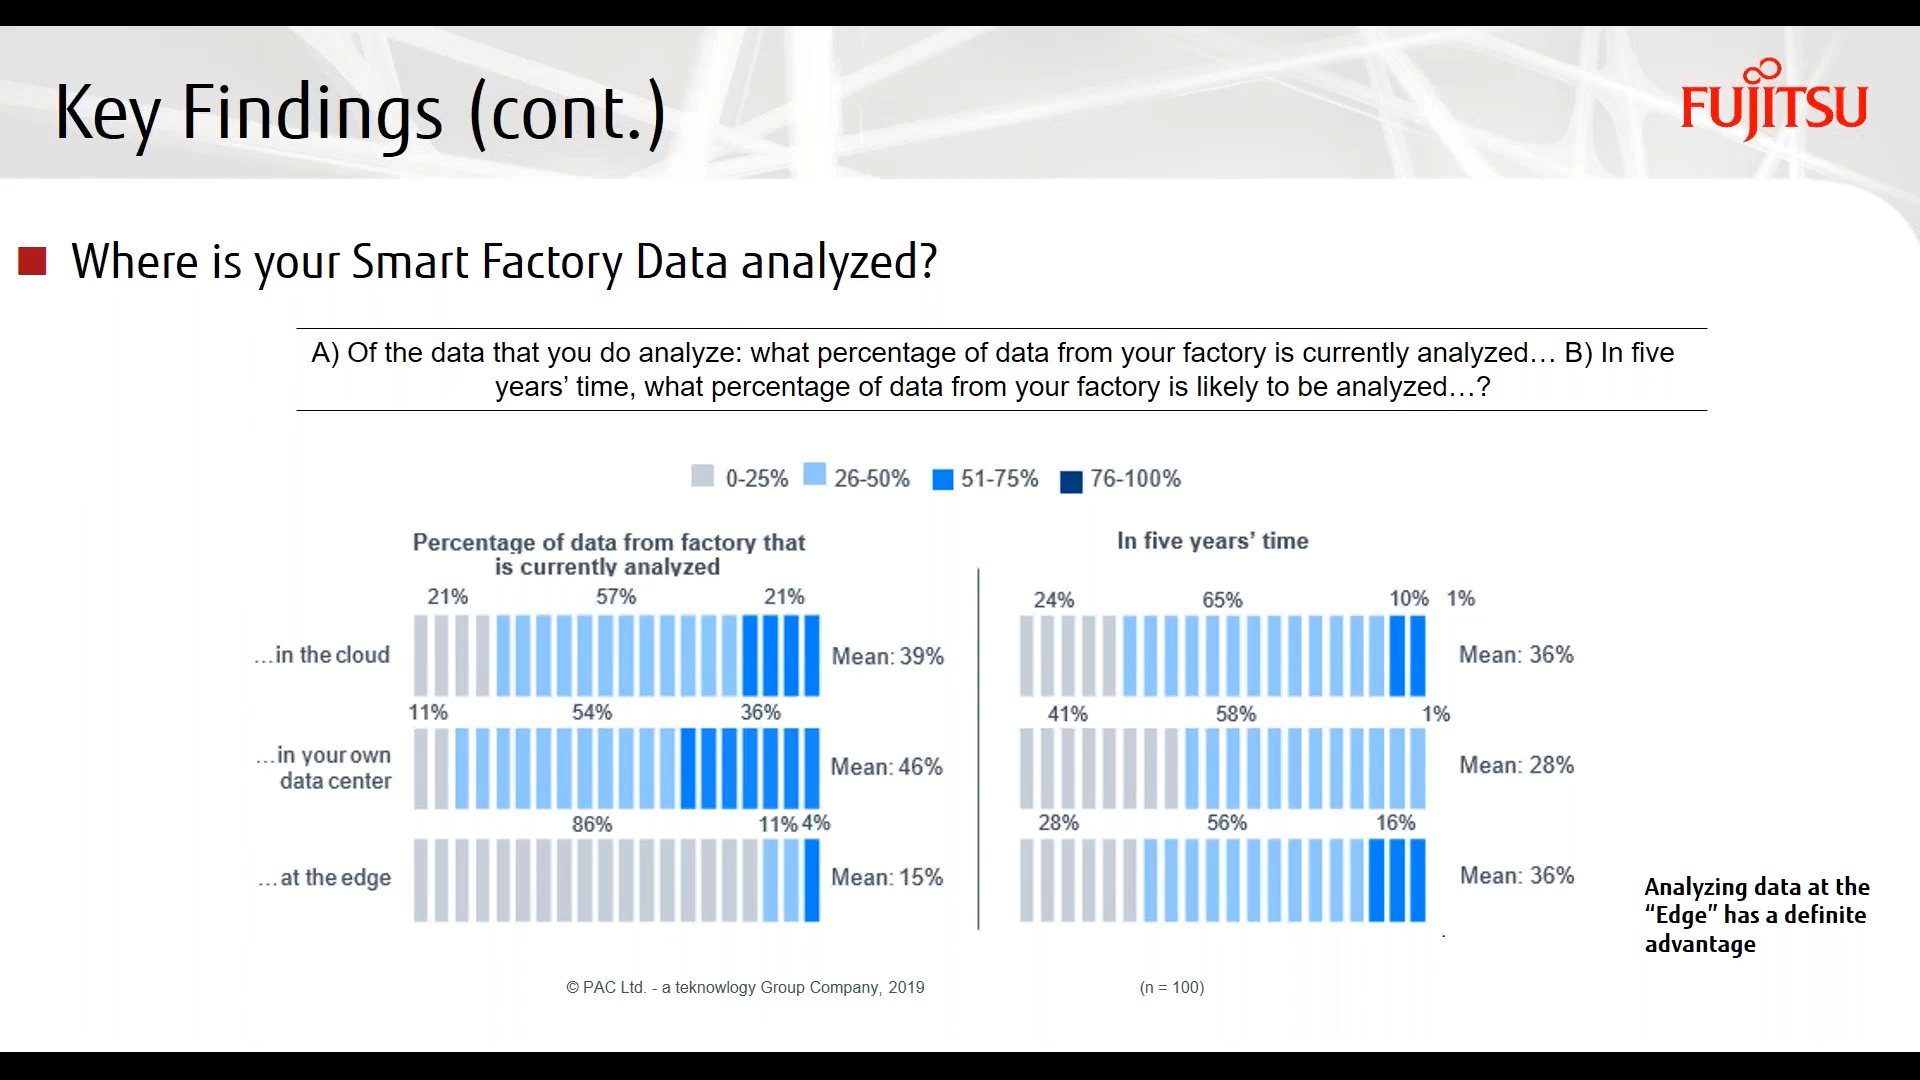 Key Findings (cont.)
FUJITSU
Where is your Smart Factory Data analyzed?
A) Of the data that you do analyze: what percentage of data from your factory is currently analyzed… B) In five
years’ time, what percentage of data from your factory is likely to be analyzed…?
0-25% 26-50% 51-75% 76-100%
Percentage of data from factory that
is currently analyzed
In five years’ time
21% 57% 21%
24% 65% 10% 1%
…in the cloud
Mean: 39%
Mean: 36%
11% 54% 36%
41% 58% 1%
…in your own
data center
Mean: 46%
Mean: 28%
86% 11% 4%
28% 56% 16%
…at the edge
Mean: 15%
Mean: 36%
Analyzing data at the
“Edge” has a definite
advantage
© PAC Ltd. - a teknowlogy Group Company, 2019
(n = 100)